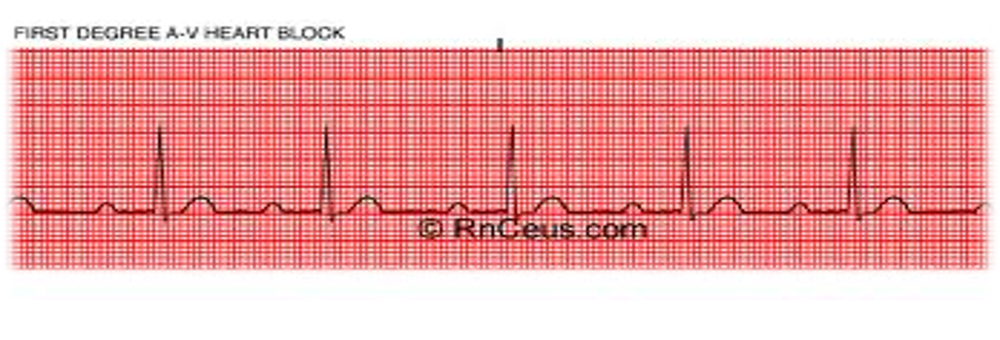 FIRST DEGREE A-V HEART BLOCK
© RnCeus.com